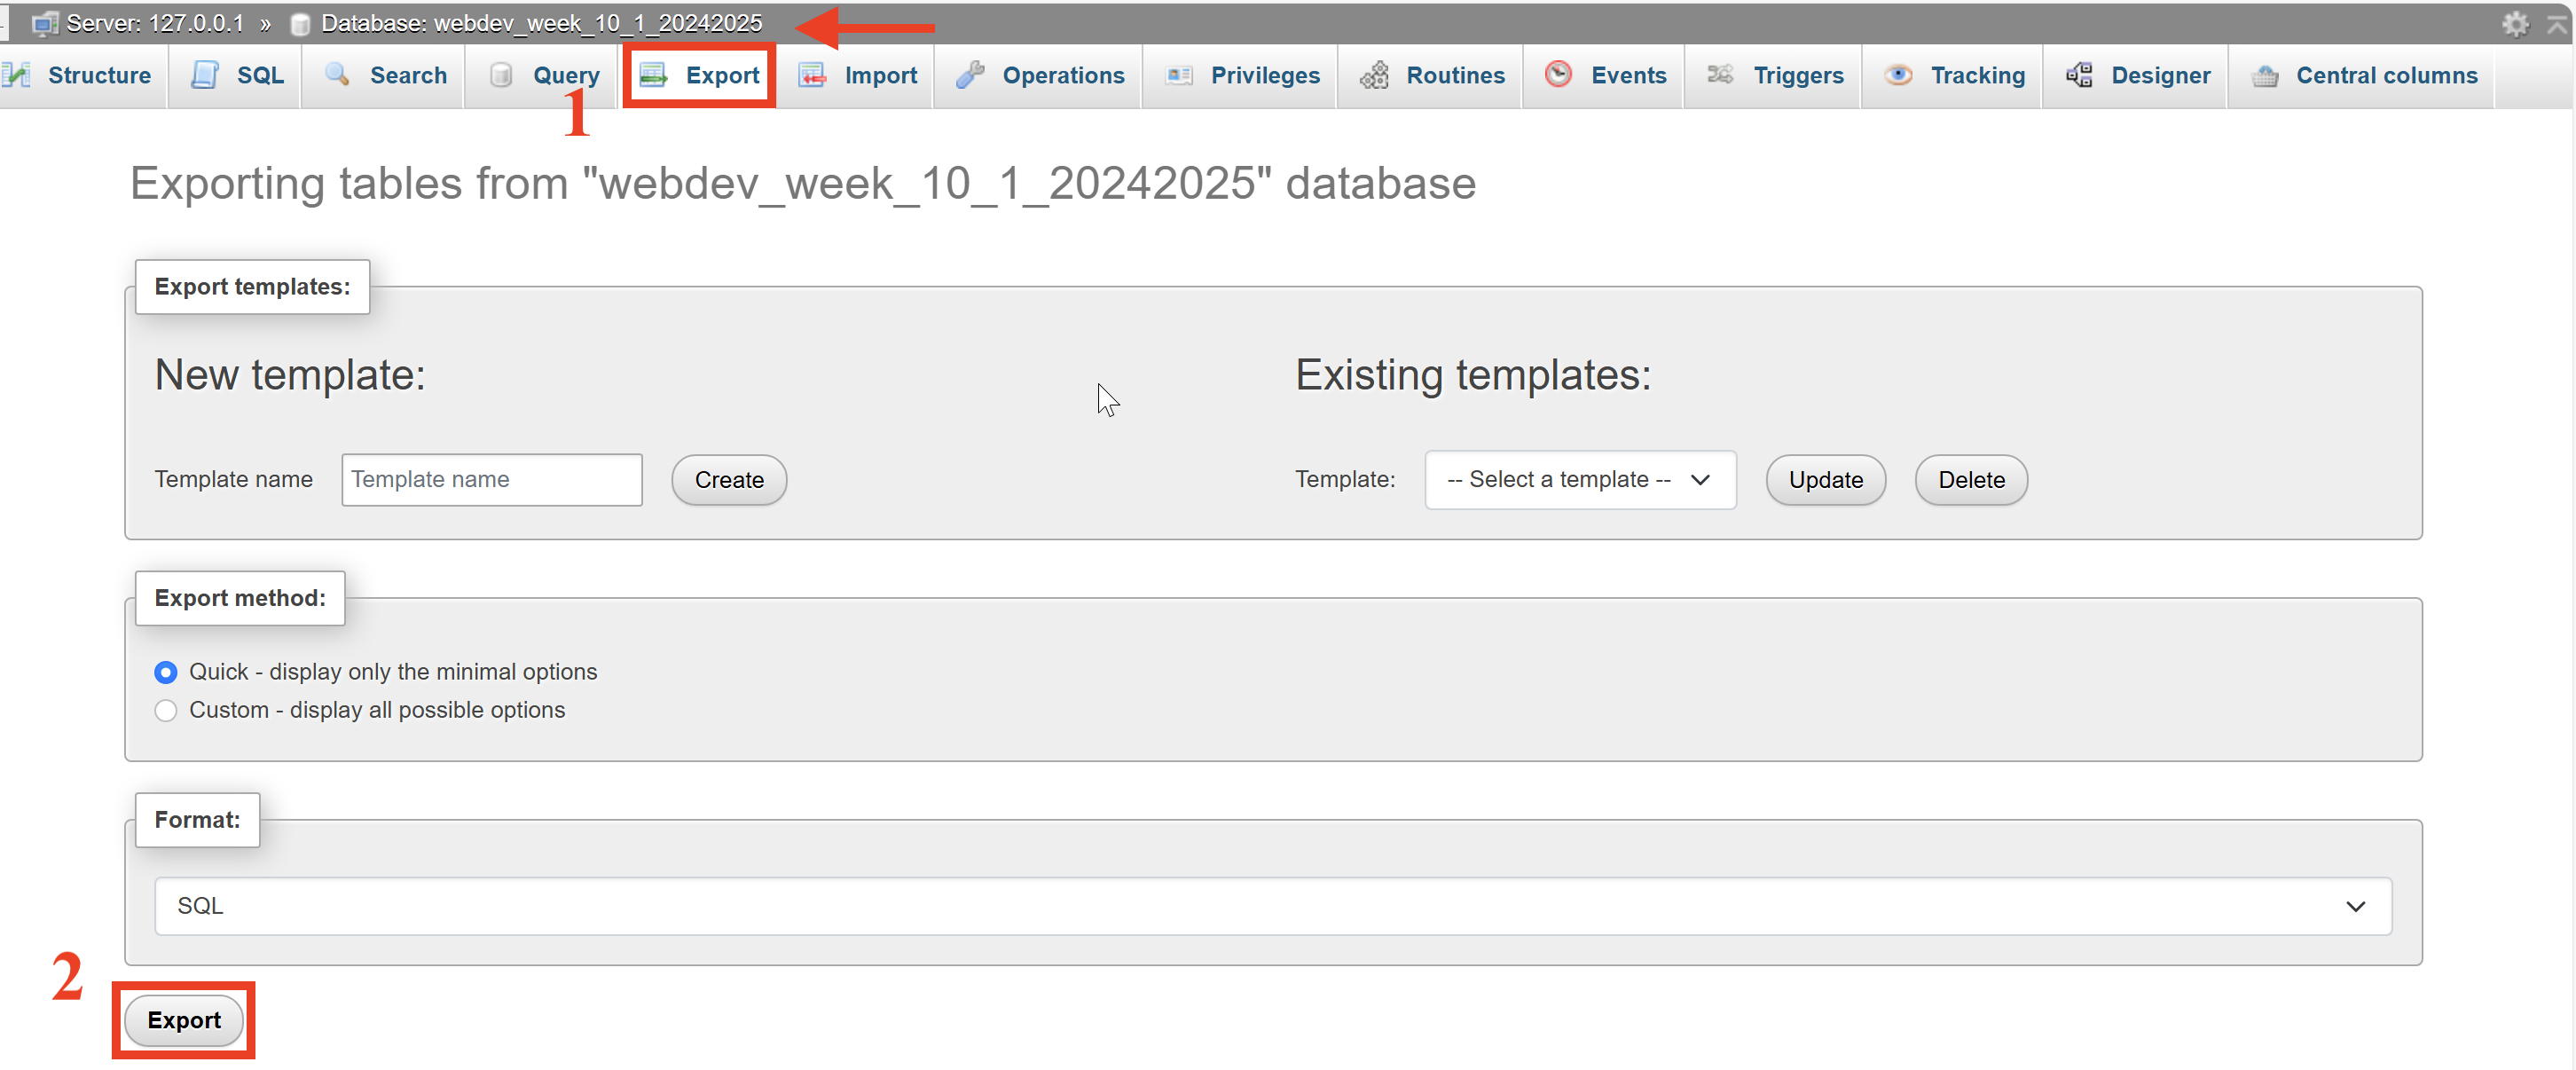 Server: 127.0.0.1 » Database: webdev_week_10_1_20242025
Structure SQL Search Query Export Import Operations Privileges Routines Events Triggers Tracking Designer Central columns
1
Exporting tables from "webdev_week_10_1_20242025" database
Export templates:
New template:
Existing templates:
Template name Template name Create
Template: -- Select a template -- Update Delete
Export method:
Quick - display only the minimal options
Custom - display all possible options
Format:
SQL
2
Export